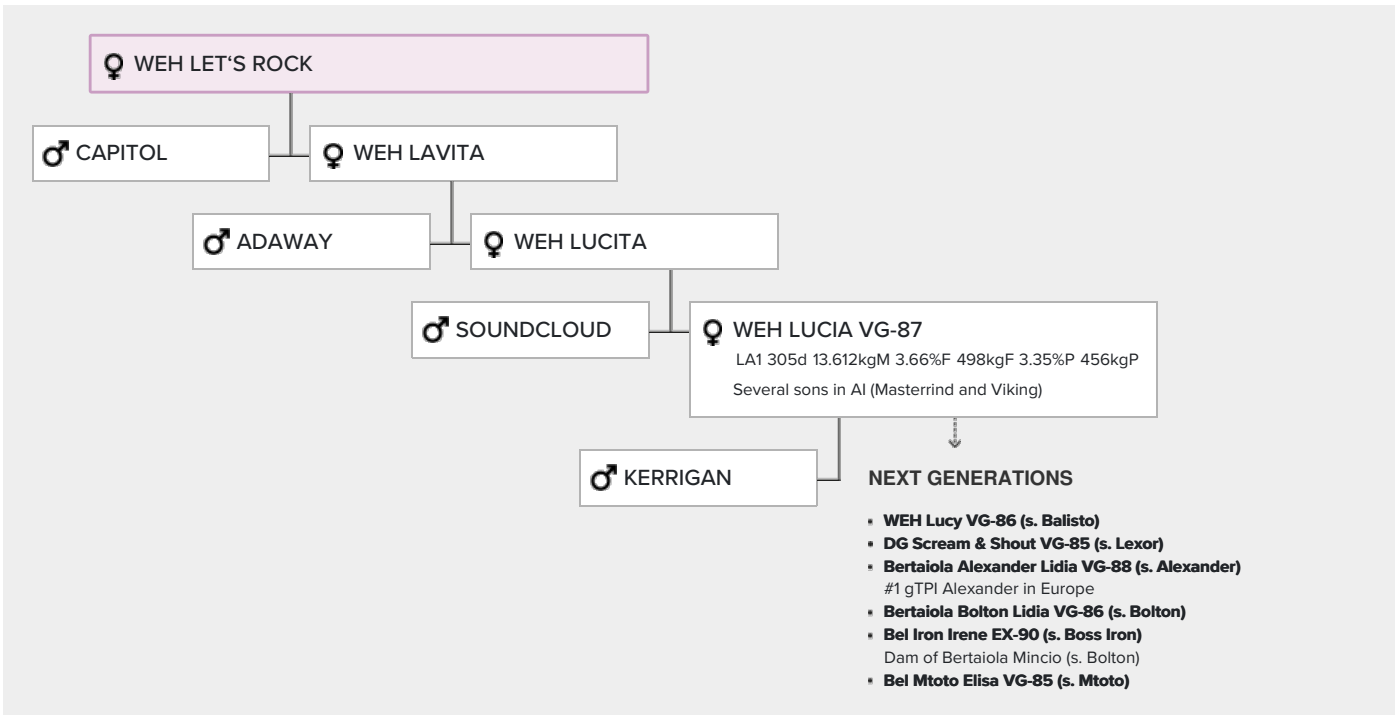 WEH LET‘S ROCK
CAPITOL
WEH LAVITA
ADAWAY
WEH LUCITA
SOUNDCLOUD
WEH LUCIA VG-87
LA1 305d 13.612kgM 3.66%F 498kgF 3.35%P 456kgP
Several sons in AI (Masterrind and Viking)
KERRIGAN
NEXT GENERATIONS
WEH Lucy VG-86 (s. Balisto)
DG Scream & Shout VG-85 (s. Lexor)
Bertaiola Alexander Lidia VG-88 (s. Alexander)
#1 gTPI Alexander in Europe
Bertaiola Bolton Lidia VG-86 (s. Bolton)
Bel Iron Irene EX-90 (s. Boss Iron)
Dam of Bertaiola Mincio (s. Bolton)
Bel Mtoto Elisa VG-85 (s. Mtoto)